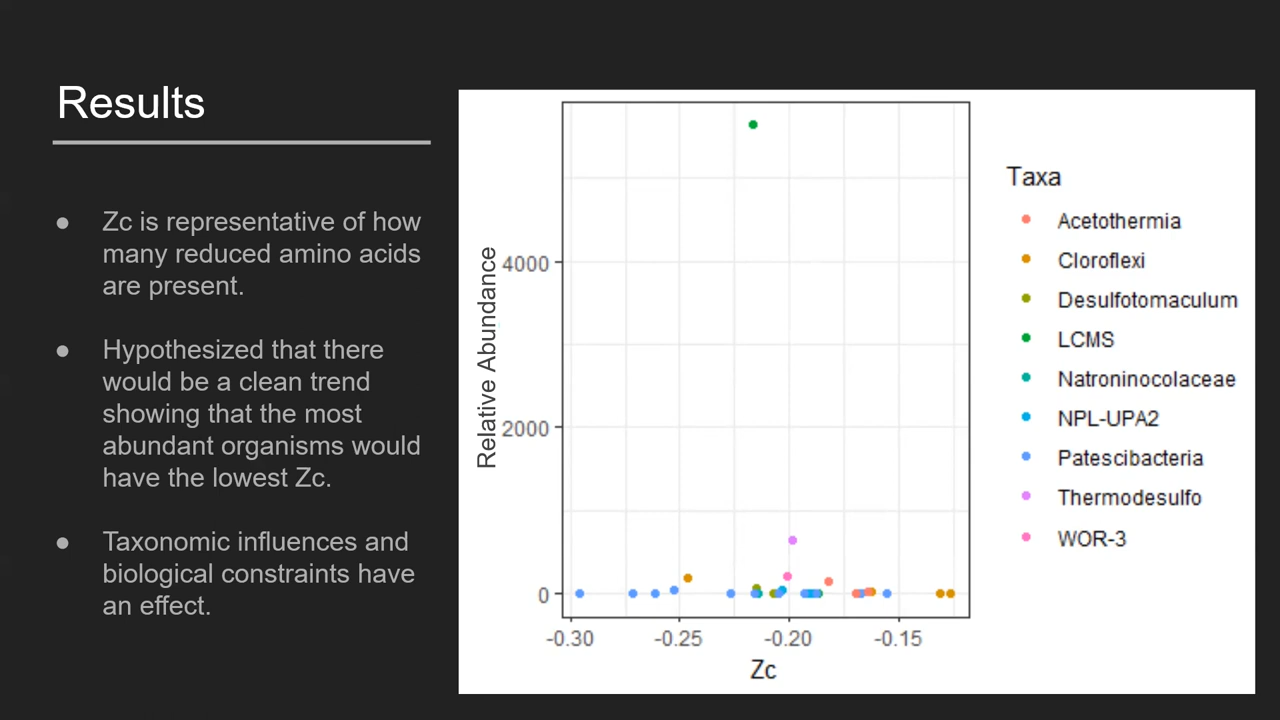 Results
● Zc is representative of how
many reduced amino acids
are present.
● Hypothesized that there
would be a clean trend
showing that the most
abundant organisms would
have the lowest Zc.
● Taxonomic influences and
biological constraints have
an effect.
Relative Abundance
4000
2000
0
-0.30 -0.25 -0.20 -0.15
Zc
Taxa
Acetothermia
Cloroflexi
Desulfotomaculum
LCMS
Natroninocolaceae
NPL-UPA2
Patescibacteria
Thermodesulfo
WOR-3